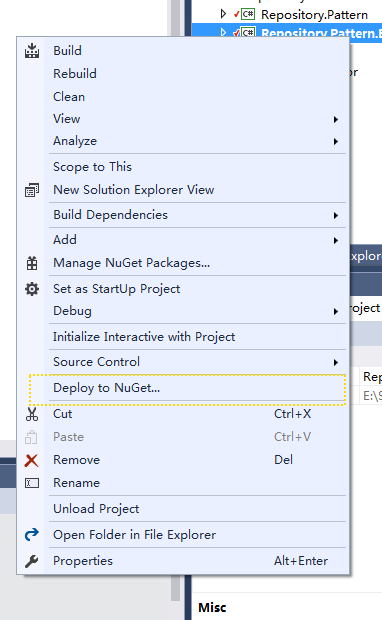 C# Repository.Pattern
C# Repository.Pattern.
Build
Rebuild
Clean
View
Analyze
Scope to This
New Solution Explorer View
Build Dependencies
Add
Manage NuGet Packages...
Set as StartUp Project
Debug
Initialize Interactive with Project
Source Control
Deploy to NuGet...
Cut Ctrl+X
Paste Ctrl+V
Remove Del
Rename
Unload Project
Open Folder in File Explorer
Properties Alt+Enter
or
xplore
roject
Rep
E:\S
Misc